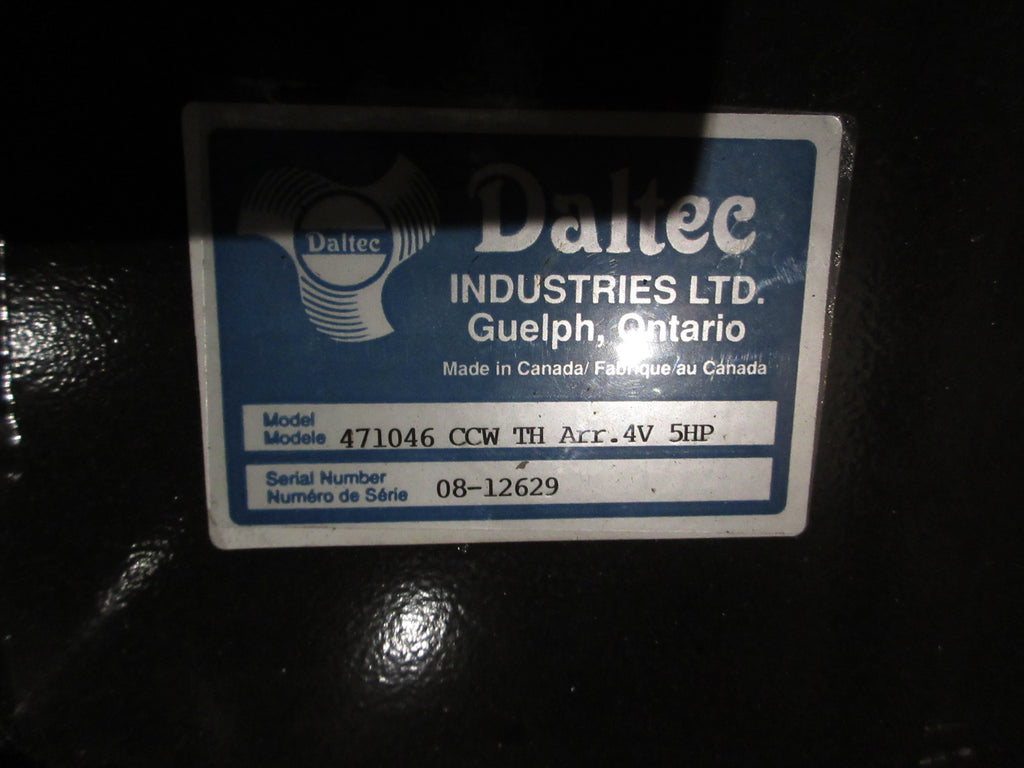 Daltec
Daltec
INDUSTRIES LTD.
Guelph, Ontario
Made in Canada/ Fabrique au Canada
Model
Modele 471046 CCW TH Arr.4V 5HP
Serial Number
Numéro de Série 08-12629